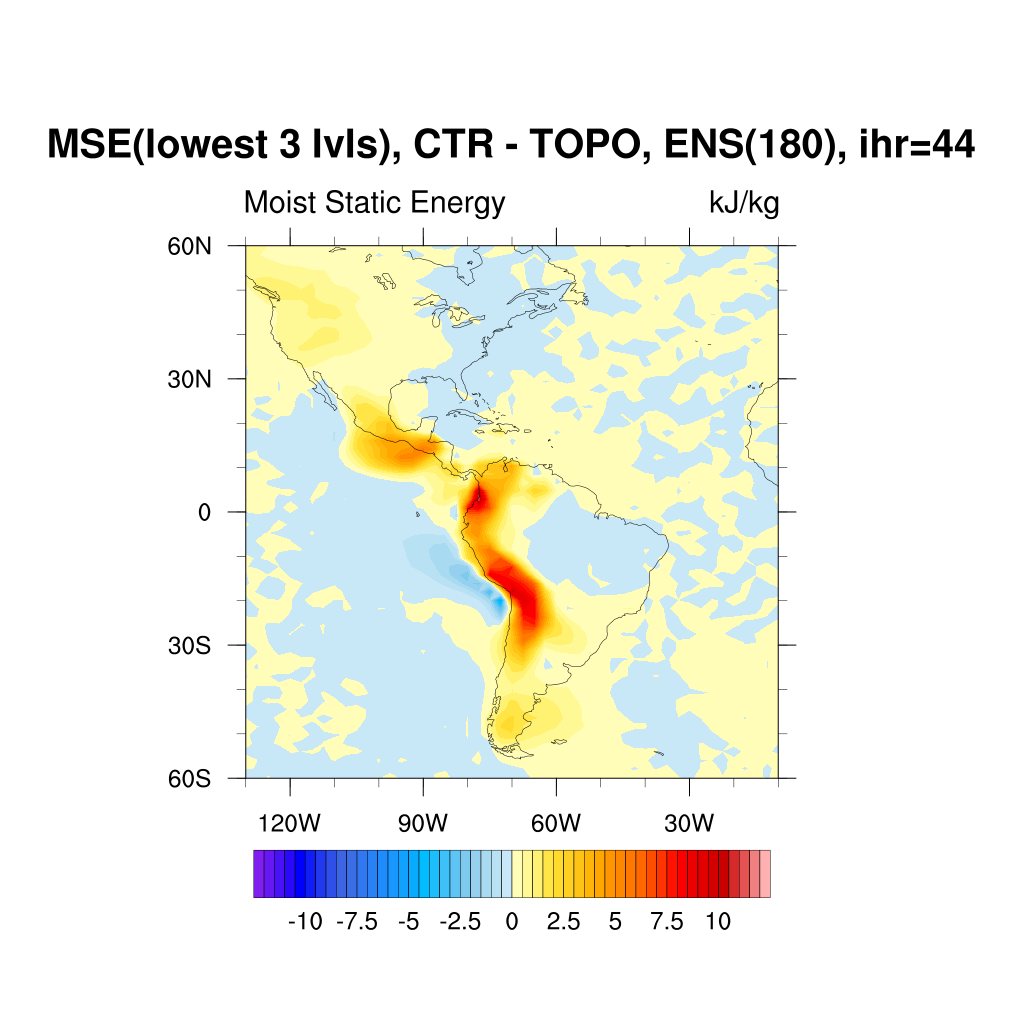 MSE(lowest 3 lvls), CTR - TOPO, ENS(180), ihr=44
Moist Static Energy kJ/kg
60N
30N
0
30S
60S
120W 90W 60W 30W
-10 -7.5 -5 -2.5 0 2.5 5 7.5 10